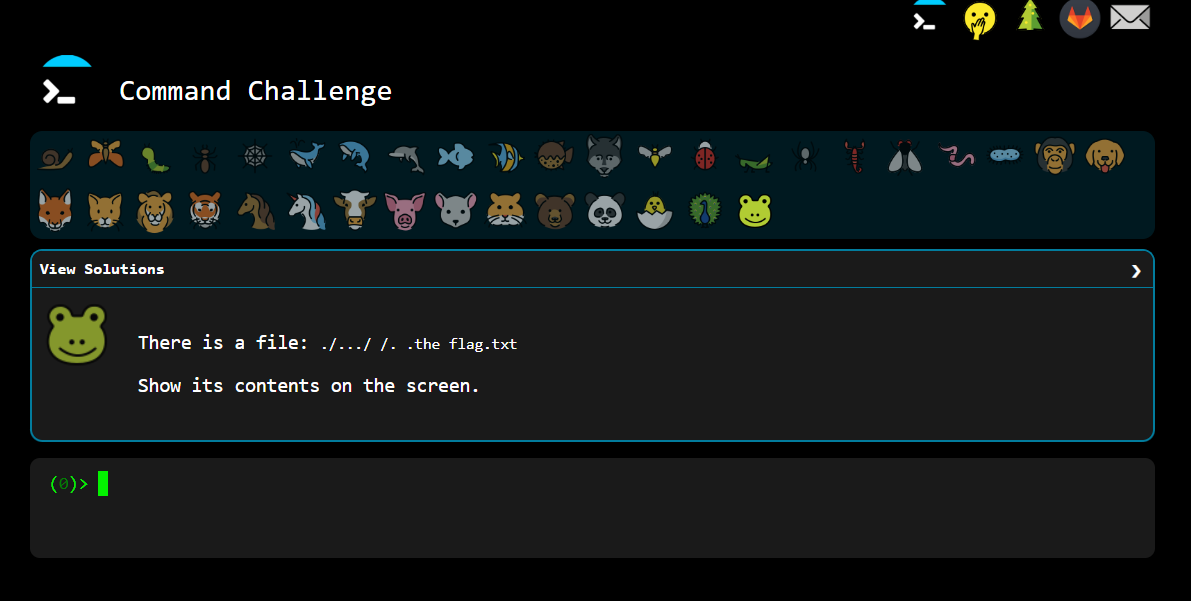 Command Challenge
View Solutions
There is a file: ./.../ /. .the flag.txt
Show its contents on the screen.
(0)>